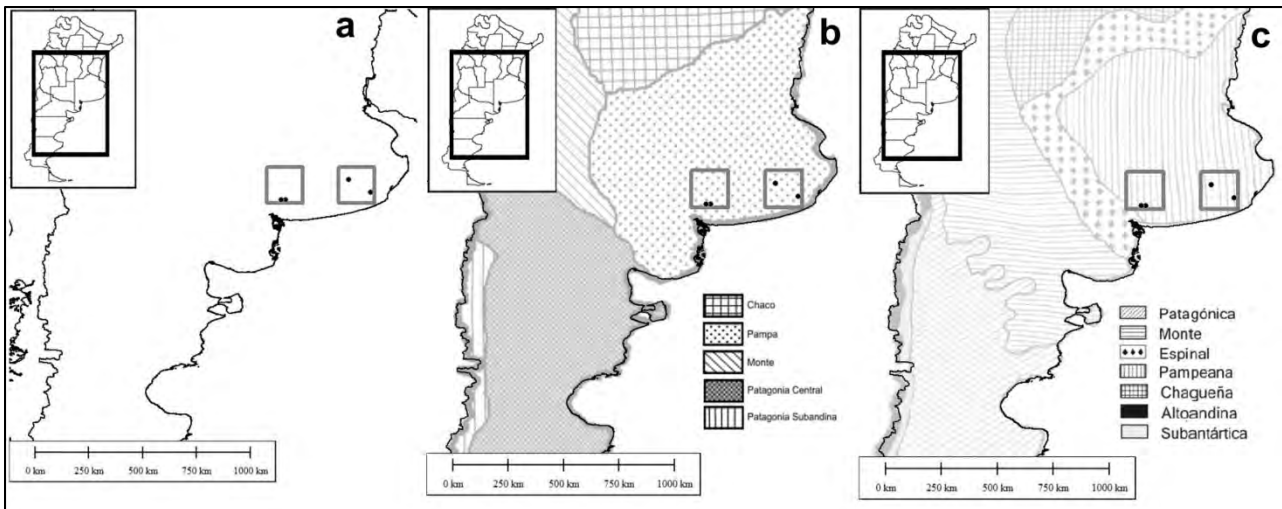 a
0 km 250 km 500 km 750 km 1000 km
b
Chaco
Pampa
Monte
Patagonia Central
Patagonia Subandina
0 km 250 km 500 km 750 km 1000 km
c
Patagónica
Monte
Espinal
Pampeana
Chagueña
Altoandina
Subantártica
0 km 250 km 500 km 750 km 1000 km